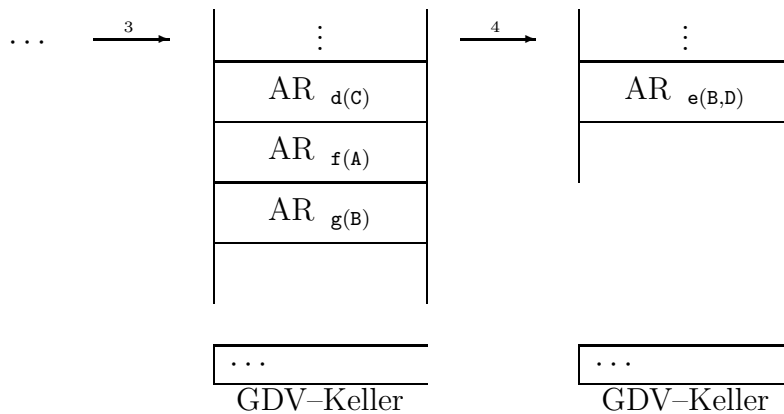 ... 3 ⋮ 4 ⋮
AR d(C) AR e(B,D)
AR f(A)
AR g(B)
... ...
GDV–Keller GDV–Keller